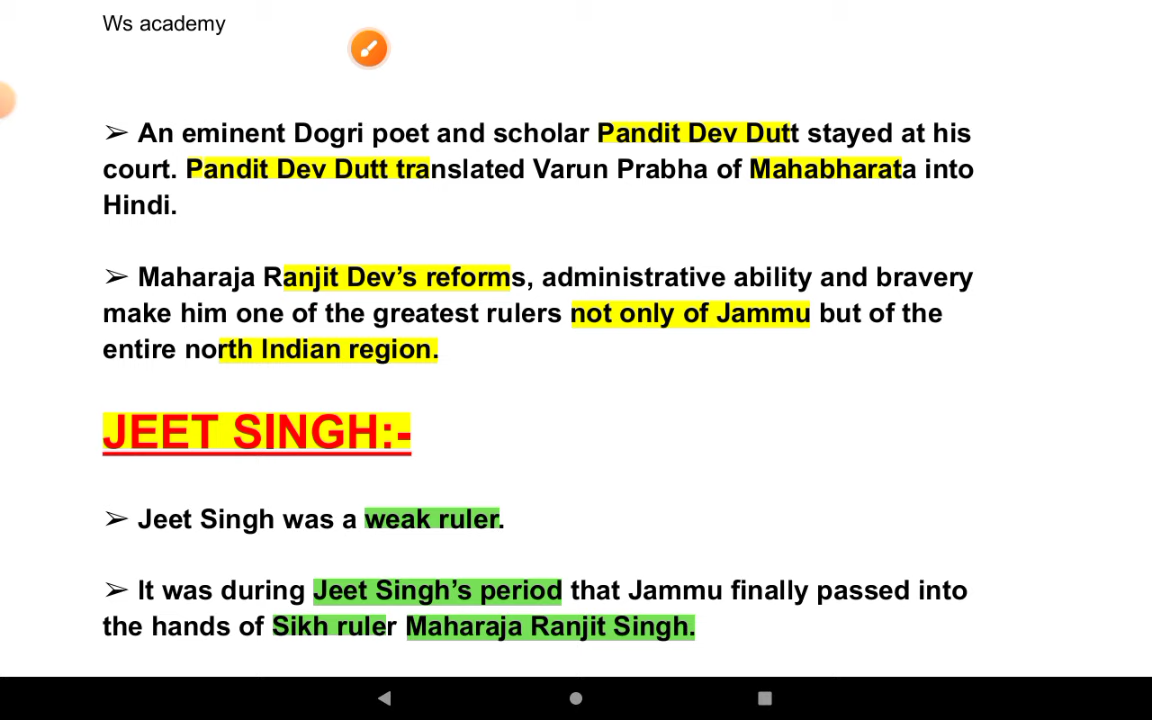 Ws academy
➢ An eminent Dogri poet and scholar Pandit Dev Dutt stayed at his
court. Pandit Dev Dutt translated Varun Prabha of Mahabharata into
Hindi.
➢ Maharaja Ranjit Dev’s reforms, administrative ability and bravery
make him one of the greatest rulers not only of Jammu but of the
entire north Indian region.
JEET SINGH:-
➢ Jeet Singh was a weak ruler.
➢ It was during Jeet Singh’s period that Jammu finally passed into
the hands of Sikh ruler Maharaja Ranjit Singh.